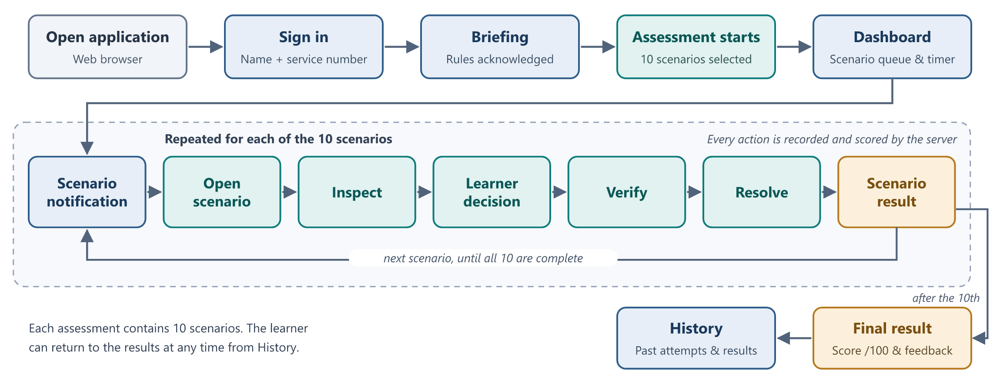 Open application
Web browser
Sign in
Name + service number
Briefing
Rules acknowledged
Assessment starts
10 scenarios selected
Dashboard
Scenario queue & timer
Repeated for each of the 10 scenarios
Every action is recorded and scored by the server
Scenario
notification
Open
scenario
Inspect
Learner
decision
Verify
Resolve
Scenario
result
next scenario, until all 10 are complete
after the 10th
Each assessment contains 10 scenarios. The learner
can return to the results at any time from History.
History
Past attempts & results
Final result
Score /100 & feedback